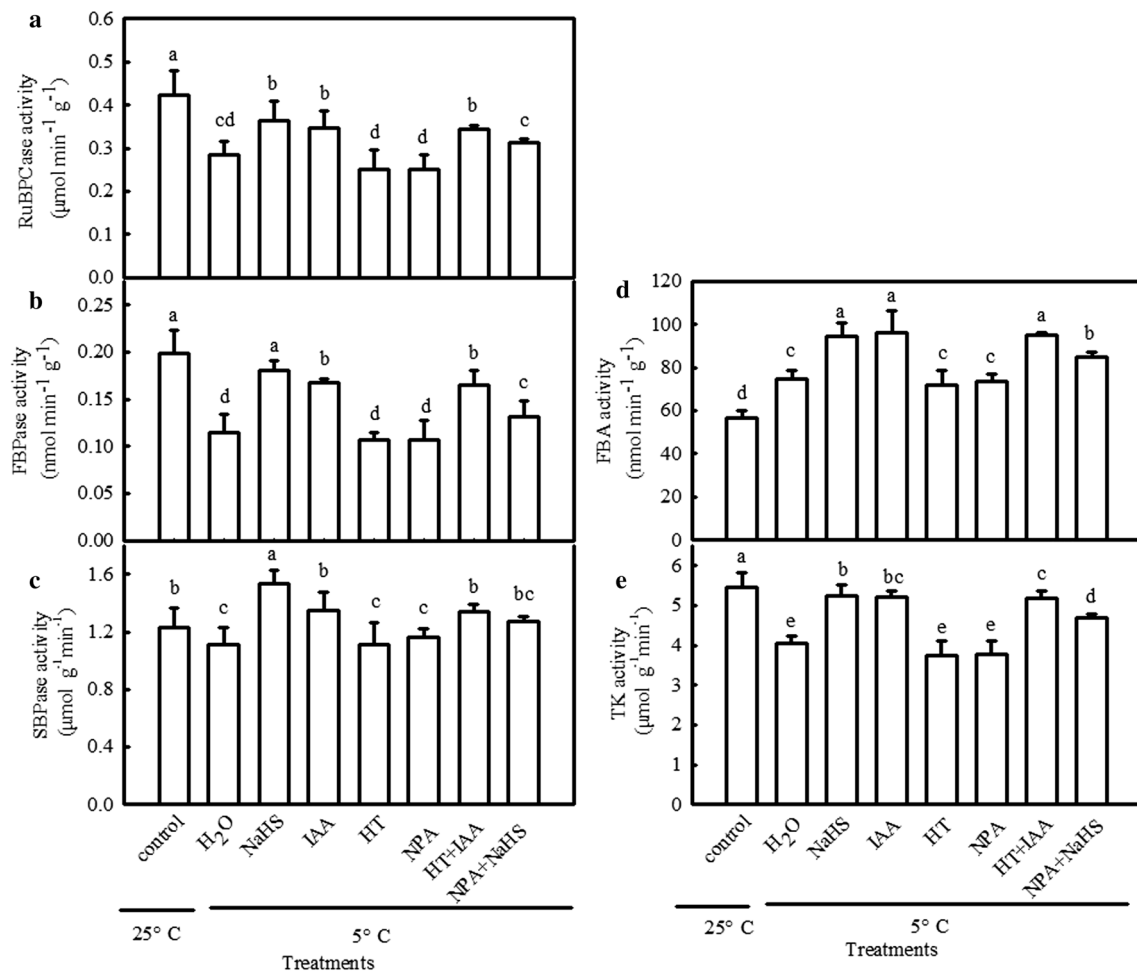 a
RuBPCase activity
(μmol min⁻¹ g⁻¹)
0.6
0.5
0.4
0.3
0.2
0.1
0.0
a
cd
b
b
d
d
b
c
b
FBPase activity
(nmol min⁻¹ g⁻¹)
0.25
0.20
0.15
0.10
0.05
0.00
a
d
a
b
d
d
b
c
c
SBPase activity
(μmol g⁻¹min⁻¹)
1.6
1.2
0.8
0.4
0.0
b
c
a
b
c
c
b
bc
control
H₂O
NaHS
IAA
HT
NPA
HT+IAA
NPA+NaHS
25° C
5° C
Treatments
d
FBA activity
(nmol min⁻¹ g⁻¹)
120
100
80
60
40
20
0
d
c
a
a
c
c
a
b
e
TK activity
(μmol g⁻¹min⁻¹)
6
5
4
3
2
1
0
a
e
b
bc
e
e
c
d
control
H₂O
NaHS
IAA
HT
NPA
HT+IAA
NPA+NaHS
25° C
5° C
Treatments